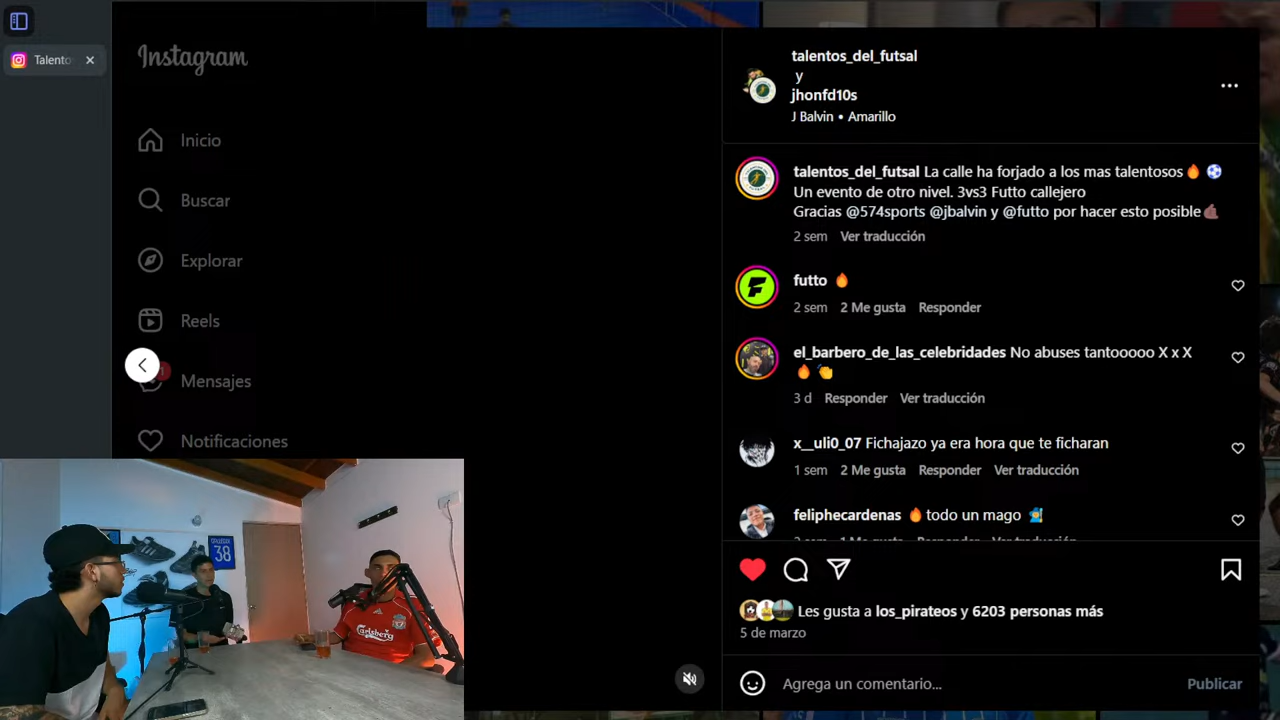 Talento
Instagram
Inicio
Buscar
Explorar
Reels
1
Mensajes
Notificaciones
talentos_del_futsal
y
jhonfd10s
J Balvin • Amarillo
talentos_del_futsal La calle ha forjado a los mas talentosos🔥 ⚽
Un evento de otro nivel. 3vs3 Futto callejero
Gracias @574sports @jbalvin y @futto por hacer esto posible🤙🏾
2 sem Ver traducción
futto 🔥
2 sem 2 Me gusta Responder
el_barbero_de_las_celebridades No abuses tantooooo X x X
🔥 👏
3 d Responder Ver traducción
x__uli0_07 Fichajazo ya era hora que te ficharan
1 sem 2 Me gusta Responder Ver traducción
feliphecardenas 🔥 todo un mago
Les gusta a los_pirateos y 6203 personas más
5 de marzo
Agrega un comentario...
Publicar
38
Carlsberg